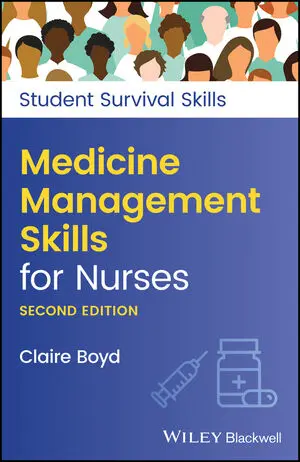 Student Survival Skills
Medicine
Management
Skills
for Nurses
SECOND EDITION
Claire Boyd
WILEY Blackwell